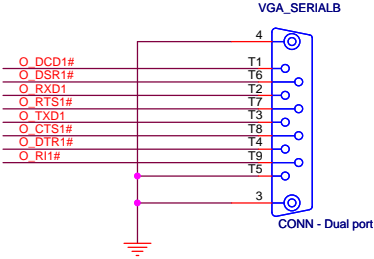 VGA_SERIALB
4
O_DCD1# T1
O_DSR1# T6
O_RXD1 T2
O_RTS1# T7
O_TXD1 T3
O_CTS1# T8
O_DTR1# T4
O_RI1# T9
T5
3
CONN - Dual port